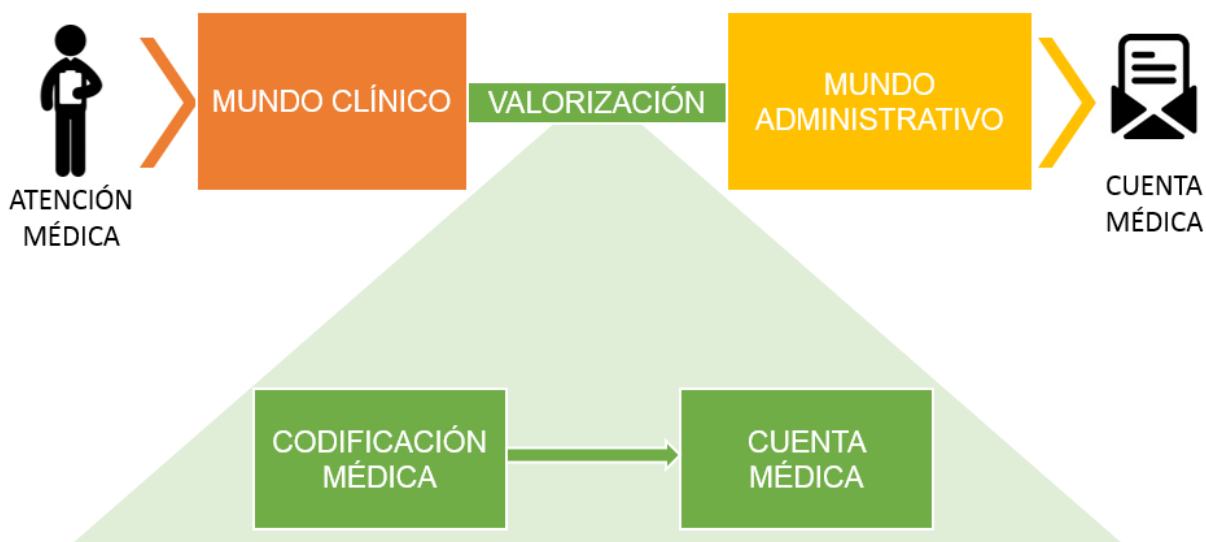 ATENCIÓN
MÉDICA
MUNDO CLÍNICO
VALORIZACIÓN
MUNDO
ADMINISTRATIVO
CUENTA
MÉDICA
CODIFICACIÓN
MÉDICA
CUENTA
MÉDICA